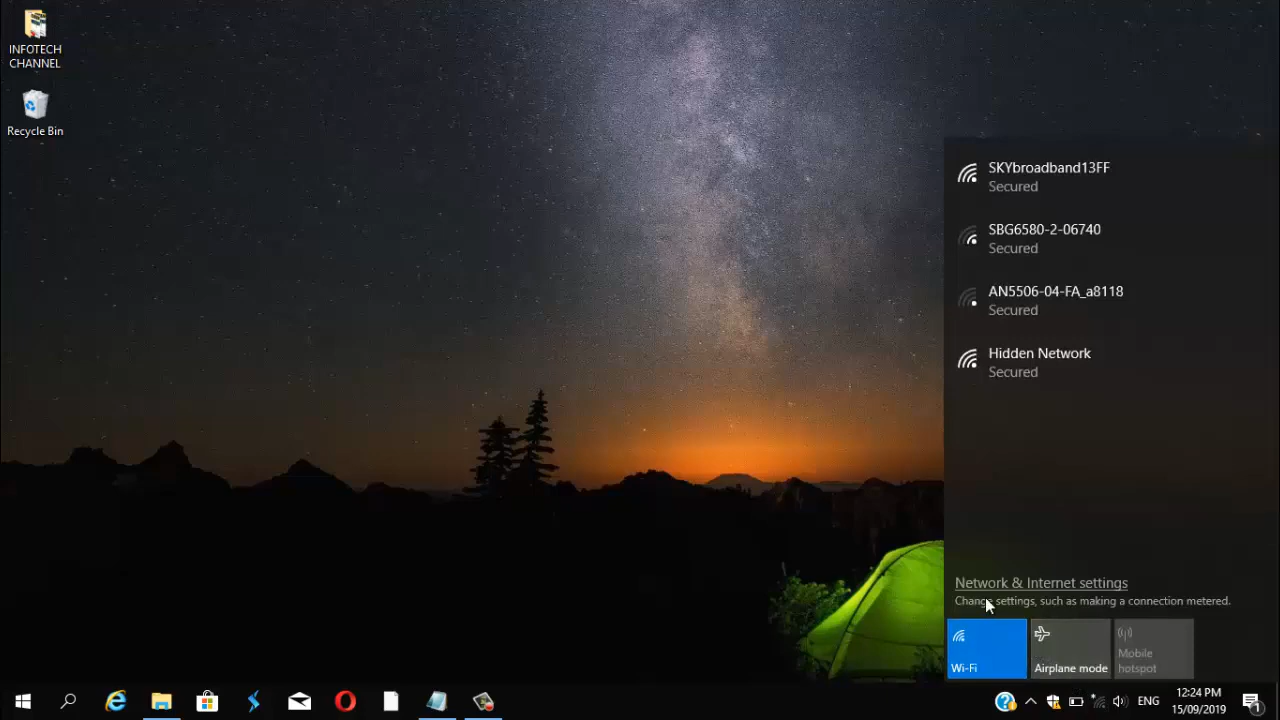 INFOTECH
CHANNEL
Recycle Bin
SKYbroadband13FF
Secured
SBG6580-2-06740
Secured
AN5506-04-FA_a8118
Secured
Hidden Network
Secured
Network & Internet settings
Change settings, such as making a connection metered.
Wi-Fi
Airplane mode
Mobile
hotspot
ENG
12:24 PM
15/09/2019
1